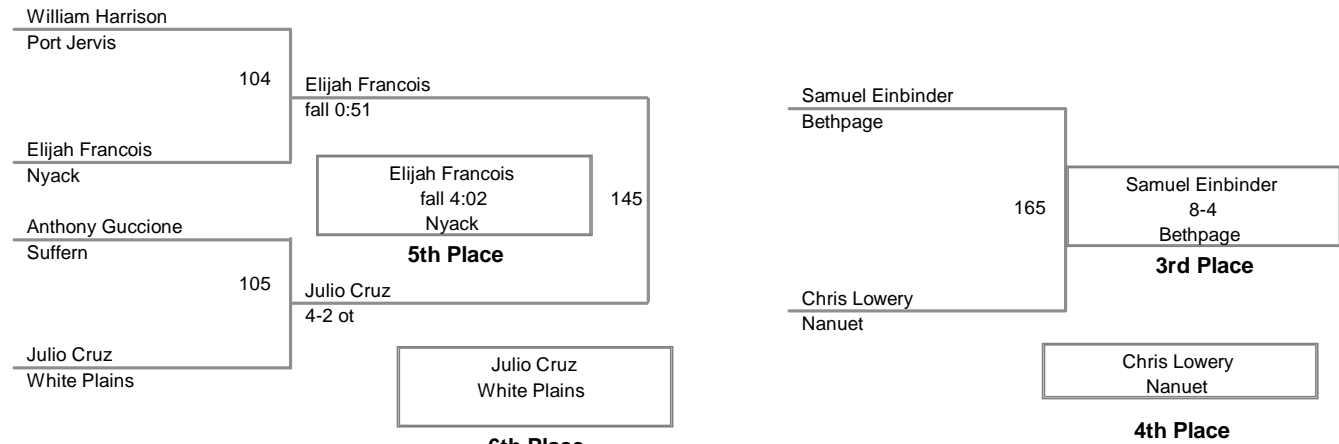 William Harrison
Port Jervis
104
Elijah Francois
fall 0:51
Elijah Francois
Nyack
Elijah Francois
fall 4:02
Nyack
5th Place
145
Anthony Guccione
Suffern
105
Julio Cruz
4-2 ot
Julio Cruz
White Plains
Julio Cruz
White Plains
6th Place
Samuel Einbinder
Bethpage
165
Samuel Einbinder
8-4
Bethpage
3rd Place
Chris Lowery
Nanuet
Chris Lowery
Nanuet
4th Place